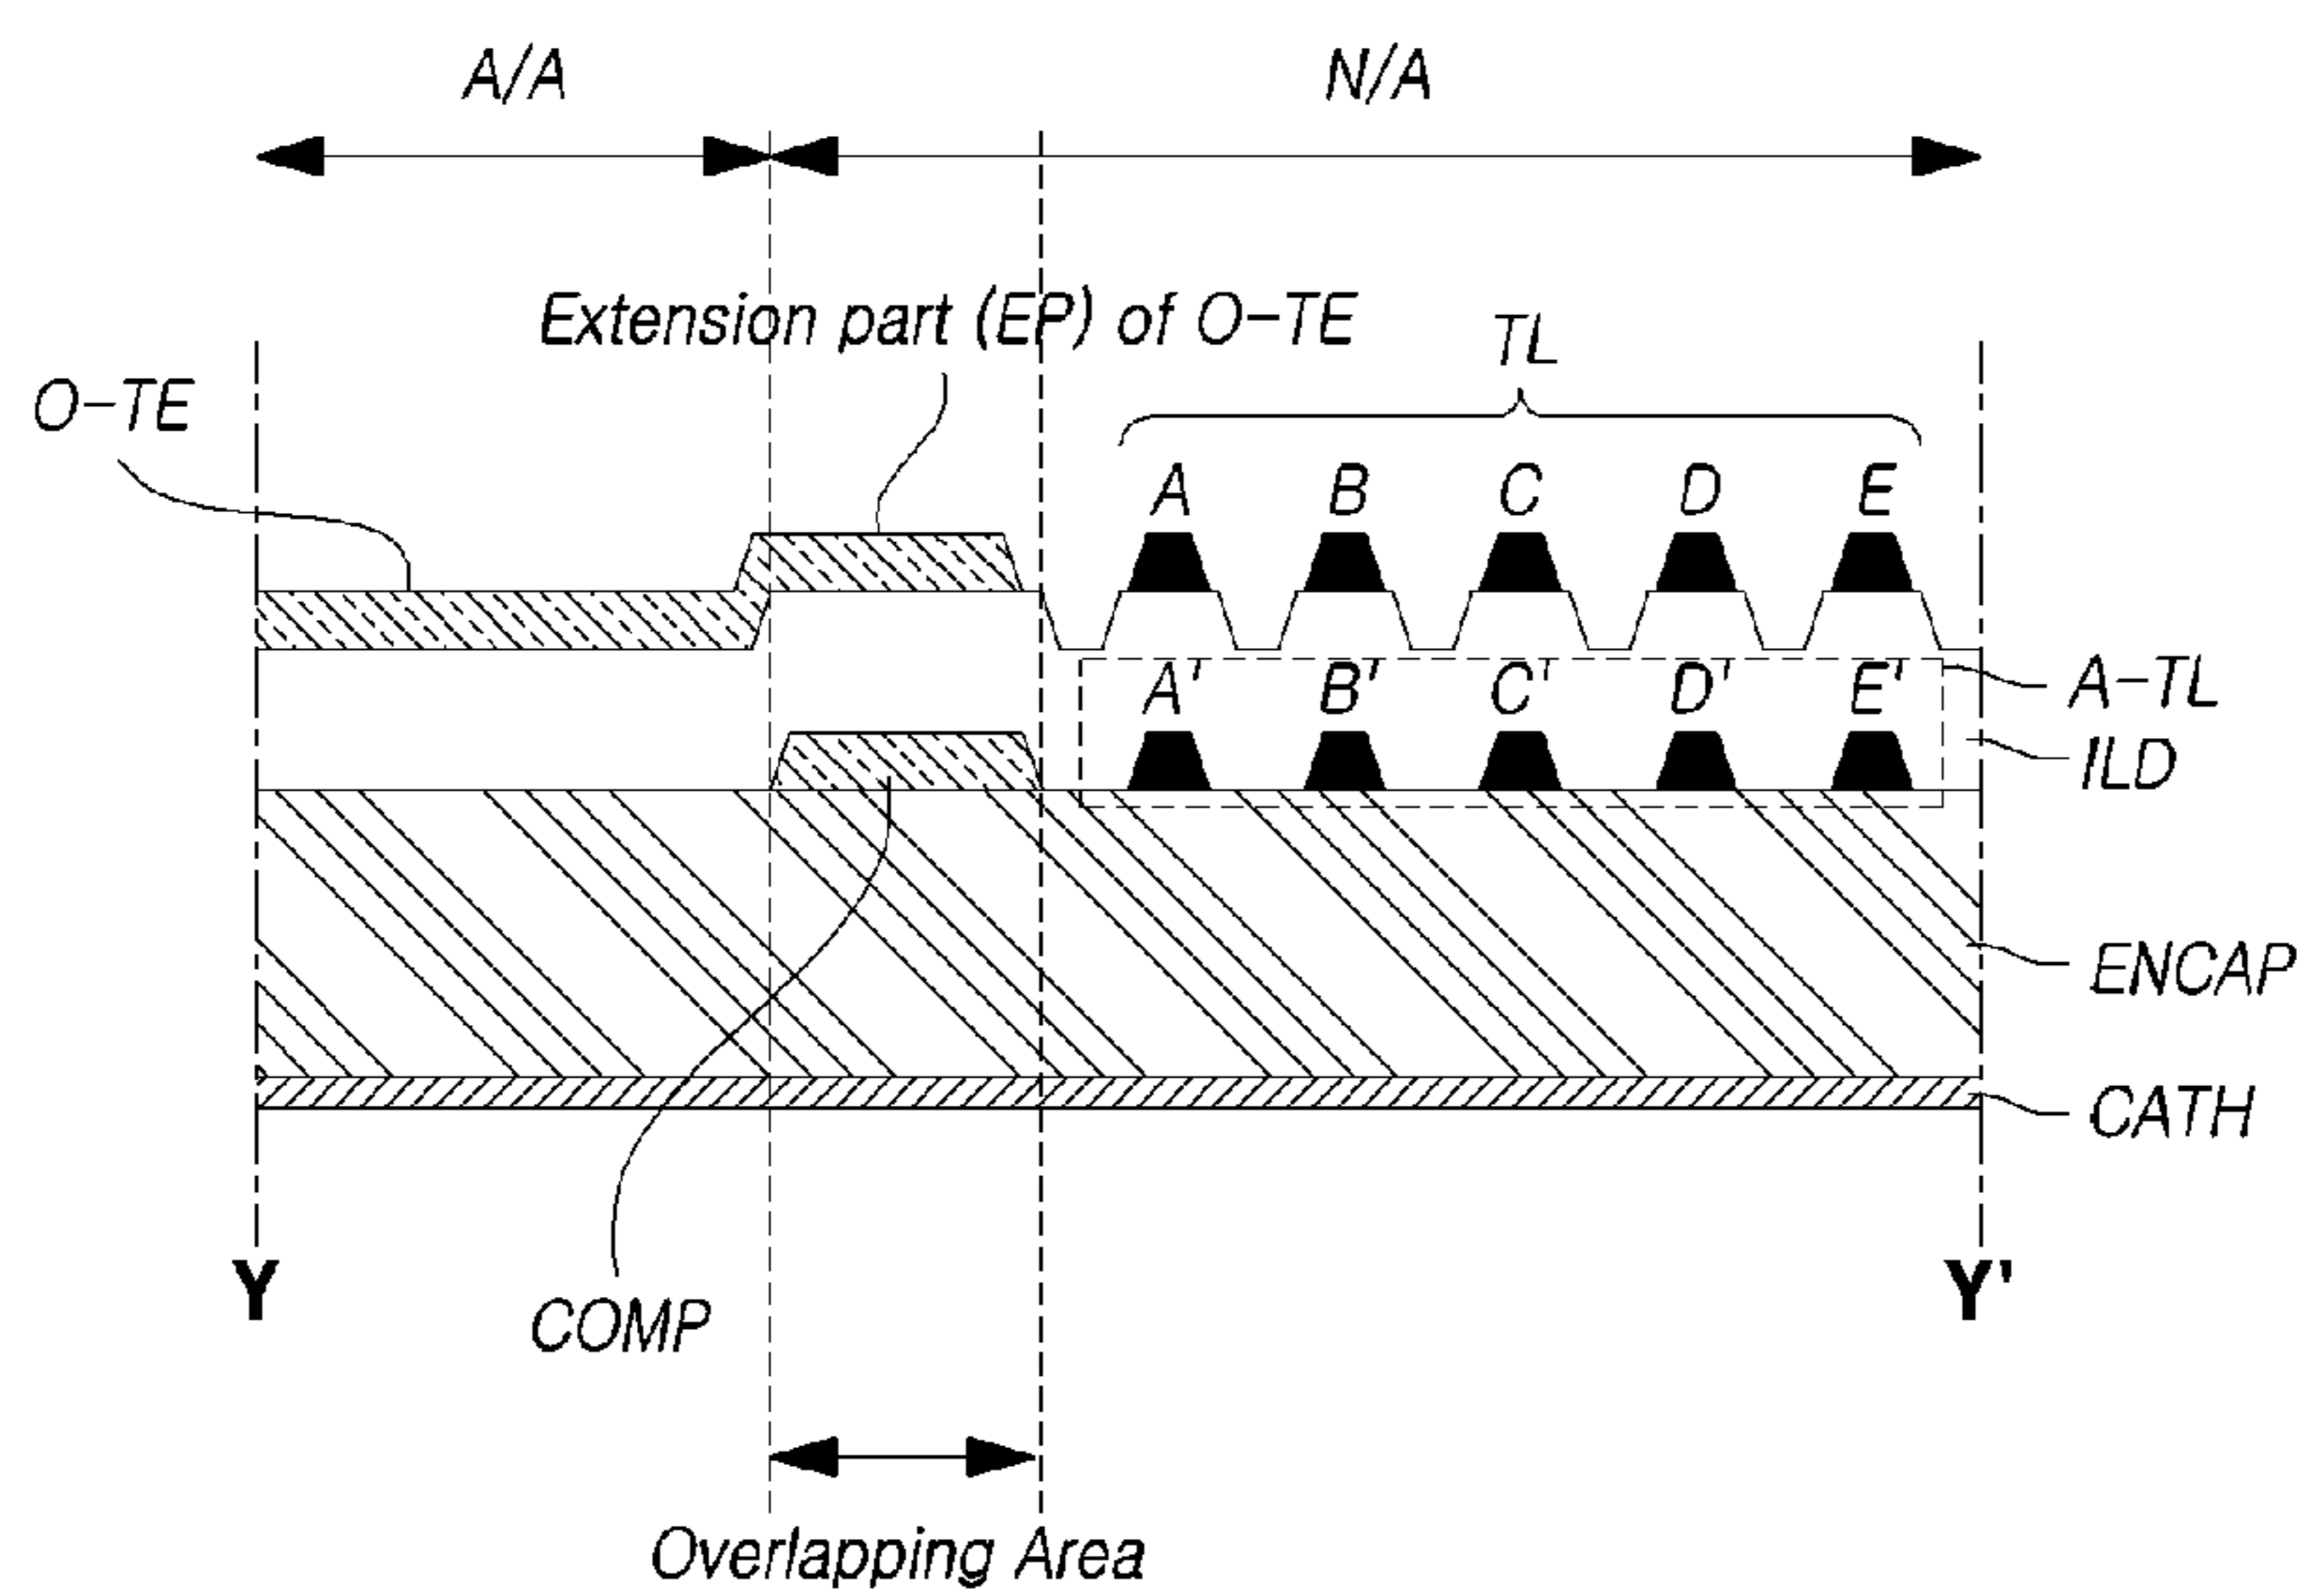 A/A
N/A
Extension part (EP) of O-TE
TL
O-TE
A B C D E
A' B' C' D' E'
A-TL
ILD
ENCAP
CATH
Y
Y'
COMP
Overlapping Area